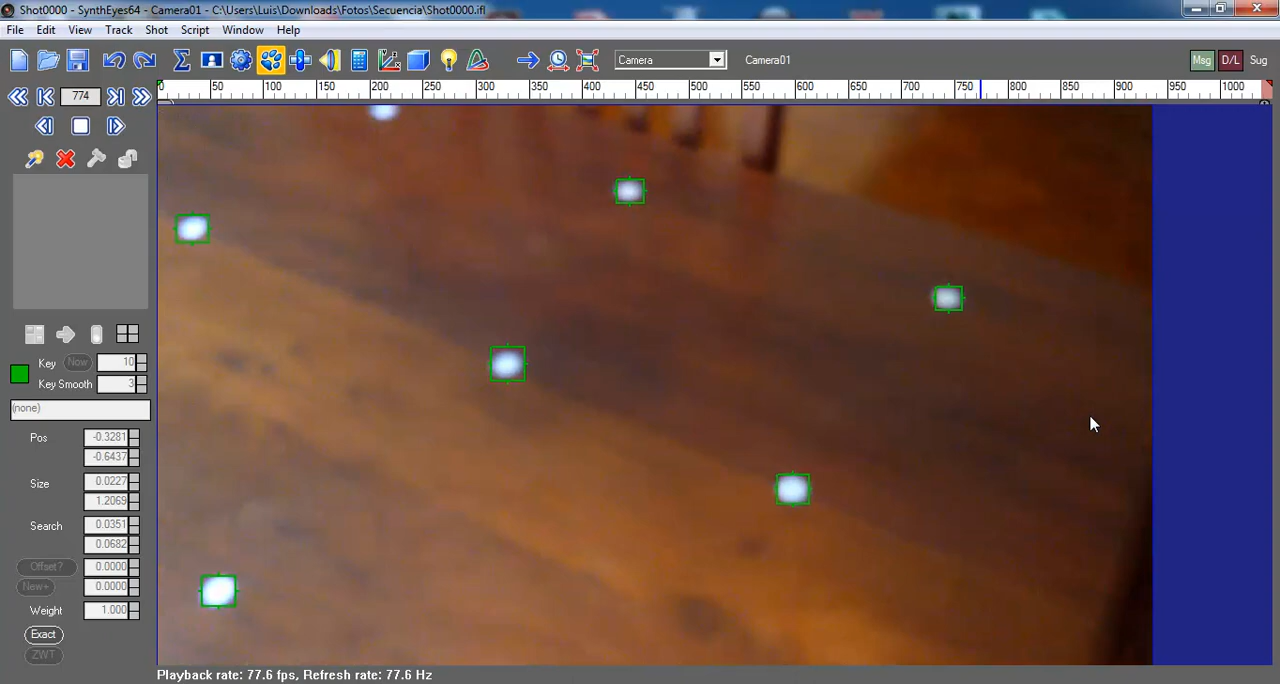 Shot0000 - SynthEyes64 - Camera01 - C:\Users\Luis\Downloads\Fotos\Secuencia\Shot0000.ifl
File Edit View Track Shot Script Window Help
Camera Camera01 Msg D/L Sug
774 0 50 100 150 200 250 300 350 400 450 500 550 600 650 700 750 800 850 900 950 1000
Key Now 10
Key Smooth 3
(none)
Pos -0.3281
-0.6437
Size 0.0227
1.2069
Search 0.0351
0.0682
Offset? 0.0000
New+ 0.0000
Weight 1.000
Exact
ZWT
Playback rate: 77.6 fps, Refresh rate: 77.6 Hz